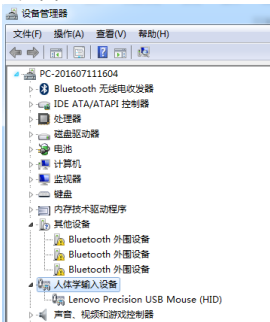 设备管理器
文件(F) 操作(A) 查看(V) 帮助(H)
PC-201607111604
Bluetooth 无线电收发器
IDE ATA/ATAPI 控制器
处理器
磁盘驱动器
电池
计算机
监视器
键盘
内存技术驱动程序
其他设备
Bluetooth 外围设备
Bluetooth 外围设备
Bluetooth 外围设备
人体学输入设备
Lenovo Precision USB Mouse (HID)
声音、视频和游戏控制器